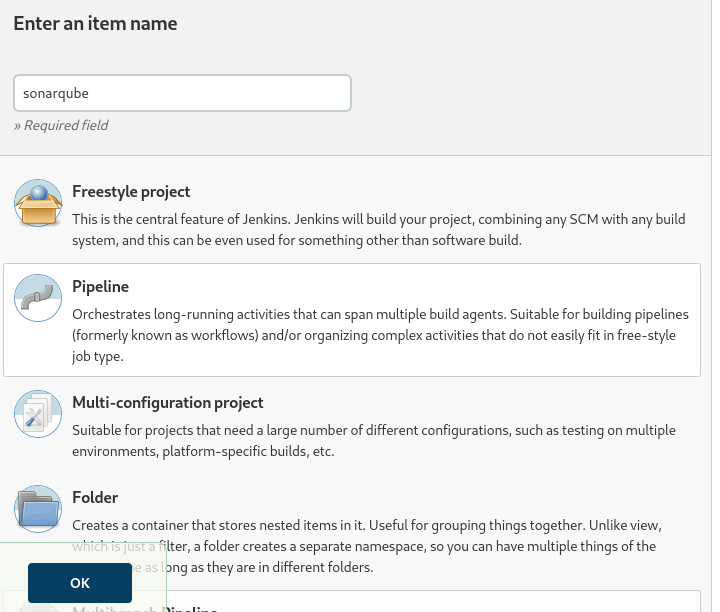 Enter an item name
sonarqube
» Required field
Freestyle project
This is the central feature of Jenkins. Jenkins will build your project, combining any SCM with any build
system, and this can be even used for something other than software build.
Pipeline
Orchestrates long-running activities that can span multiple build agents. Suitable for building pipelines
(formerly known as workflows) and/or organizing complex activities that do not easily fit in free-style
job type.
Multi-configuration project
Suitable for projects that need a large number of different configurations, such as testing on multiple
environments, platform-specific builds, etc.
Folder
Creates a container that stores nested items in it. Useful for grouping things together. Unlike view,
which is just a filter, a folder creates a separate namespace, so you can have multiple things of the
as long as they are in different folders.
OK
Multibranch Pipeline